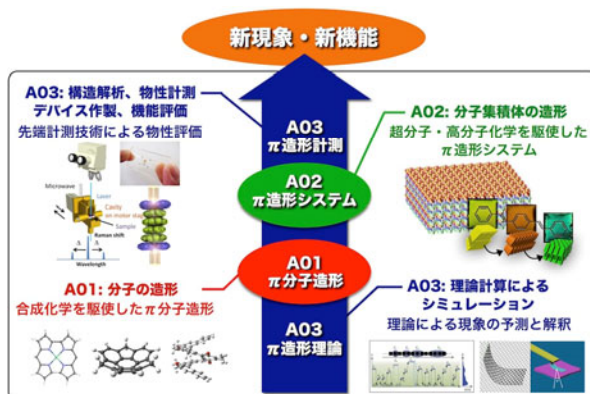 新現象・新機能
A03: 構造解析、物性計測
デバイス作製、機能評価
先端計測技術による物性評価
Microwave
Laser
Cavity
on motor stage
Sample
Raman shift
Δ
Δ
Wavelength
A03
π造形計測
A02: 分子集積体の造形
超分子・高分子化学を駆使した
π造形システム
A02
π造形システム
A01
π分子造形
A01: 分子の造形
合成化学を駆使したπ分子造形
A03
π造形理論
A03: 理論計算による
シミュレーション
理論による現象の予測と解釈